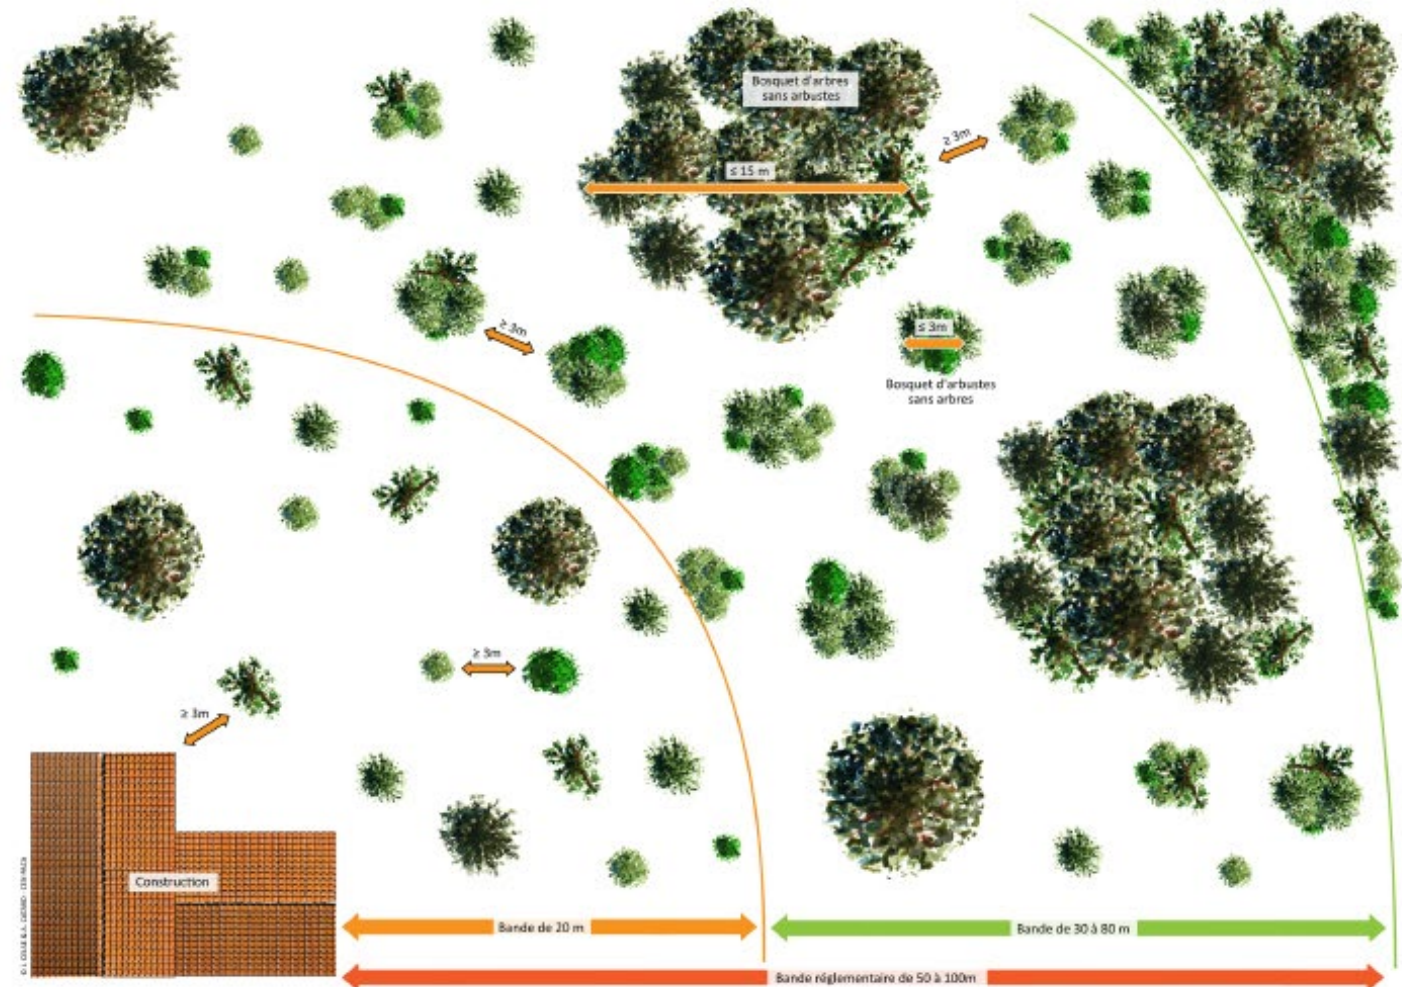 Bosquet d'arbres
sans arbustes
≥ 3m
≤ 15 m
≥ 3m
≤ 3m
Bosquet d'arbustes
sans arbres
≥ 3m
≥ 3m
Construction
Bande de 20 m
Bande de 30 à 80 m
Bande réglementaire de 50 à 100m